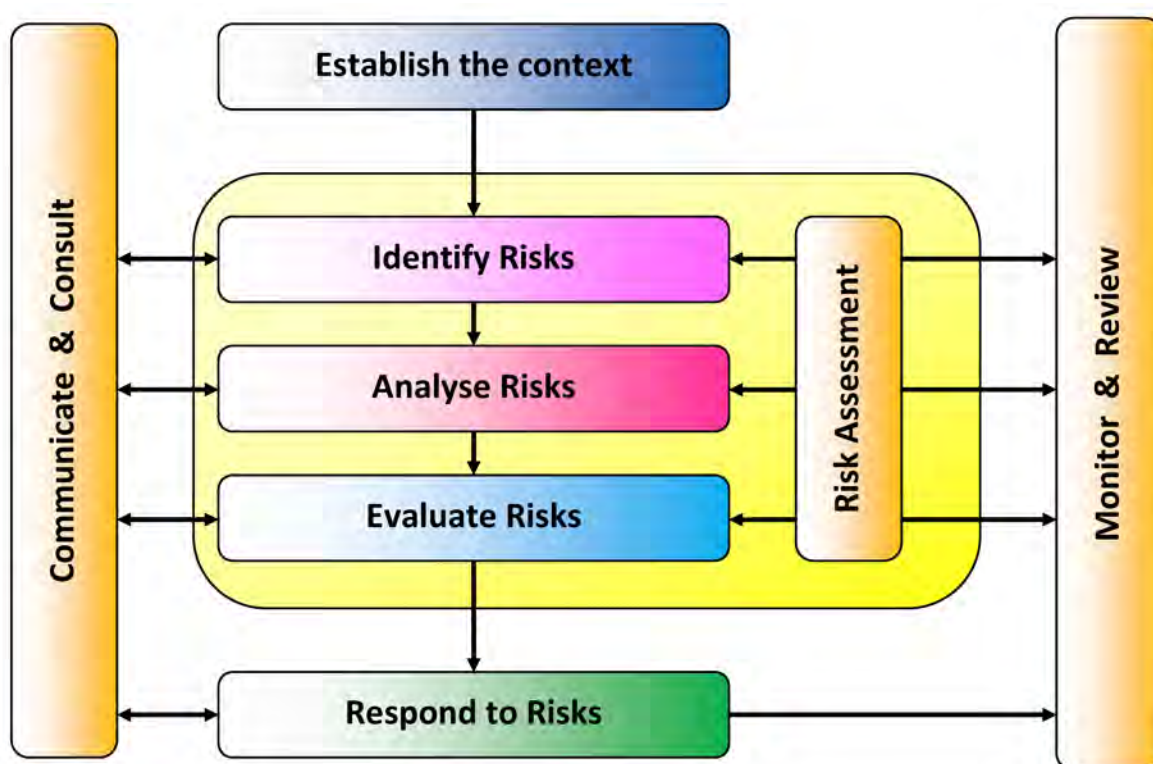 Establish the context
Communicate & Consult
Identify Risks
Analyse Risks
Evaluate Risks
Risk Assessment
Monitor & Review
Respond to Risks